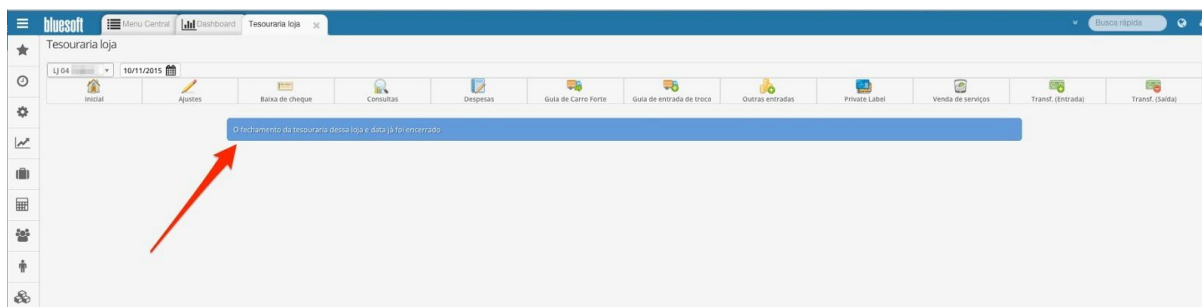 bluesoft Menu Central Dashboard Tesouraria loja Busca rápida
Tesouraria loja
LJ 04 10/11/2015
Inicial Ajustes Baixa de cheque Consultas Despesas Guia de Carro Forte Guia de entrada de troco Outras entradas Private Label Venda de serviços Transf. (Entrada) Transf. (Saída)
O fechamento da tesouraria dessa loja e data já foi encerrado